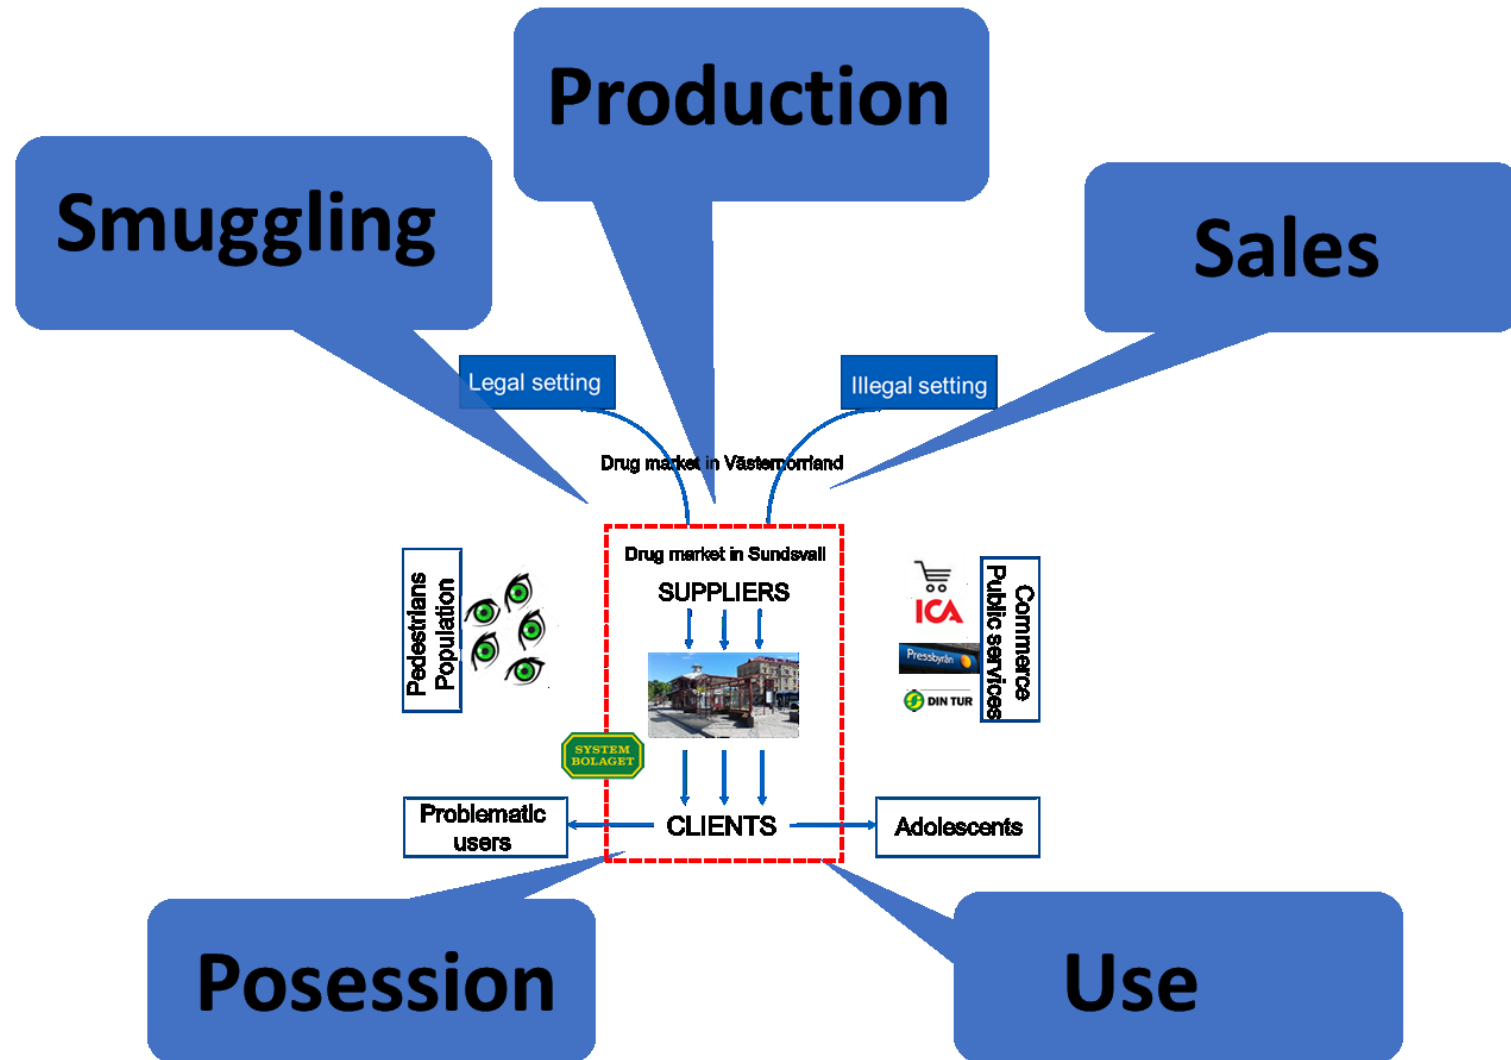 Production
Smuggling
Sales
Legal setting
Illegal setting
Drug market in Västernorrland
Drug market in Sundsvall
SUPPLIERS
Pedestrians
Population
ICA
Pressbyrån
DIN TUR
Commerce
Public services
SYSTEM
BOLAGET
Problematic
users
CLIENTS
Adolescents
Posession
Use